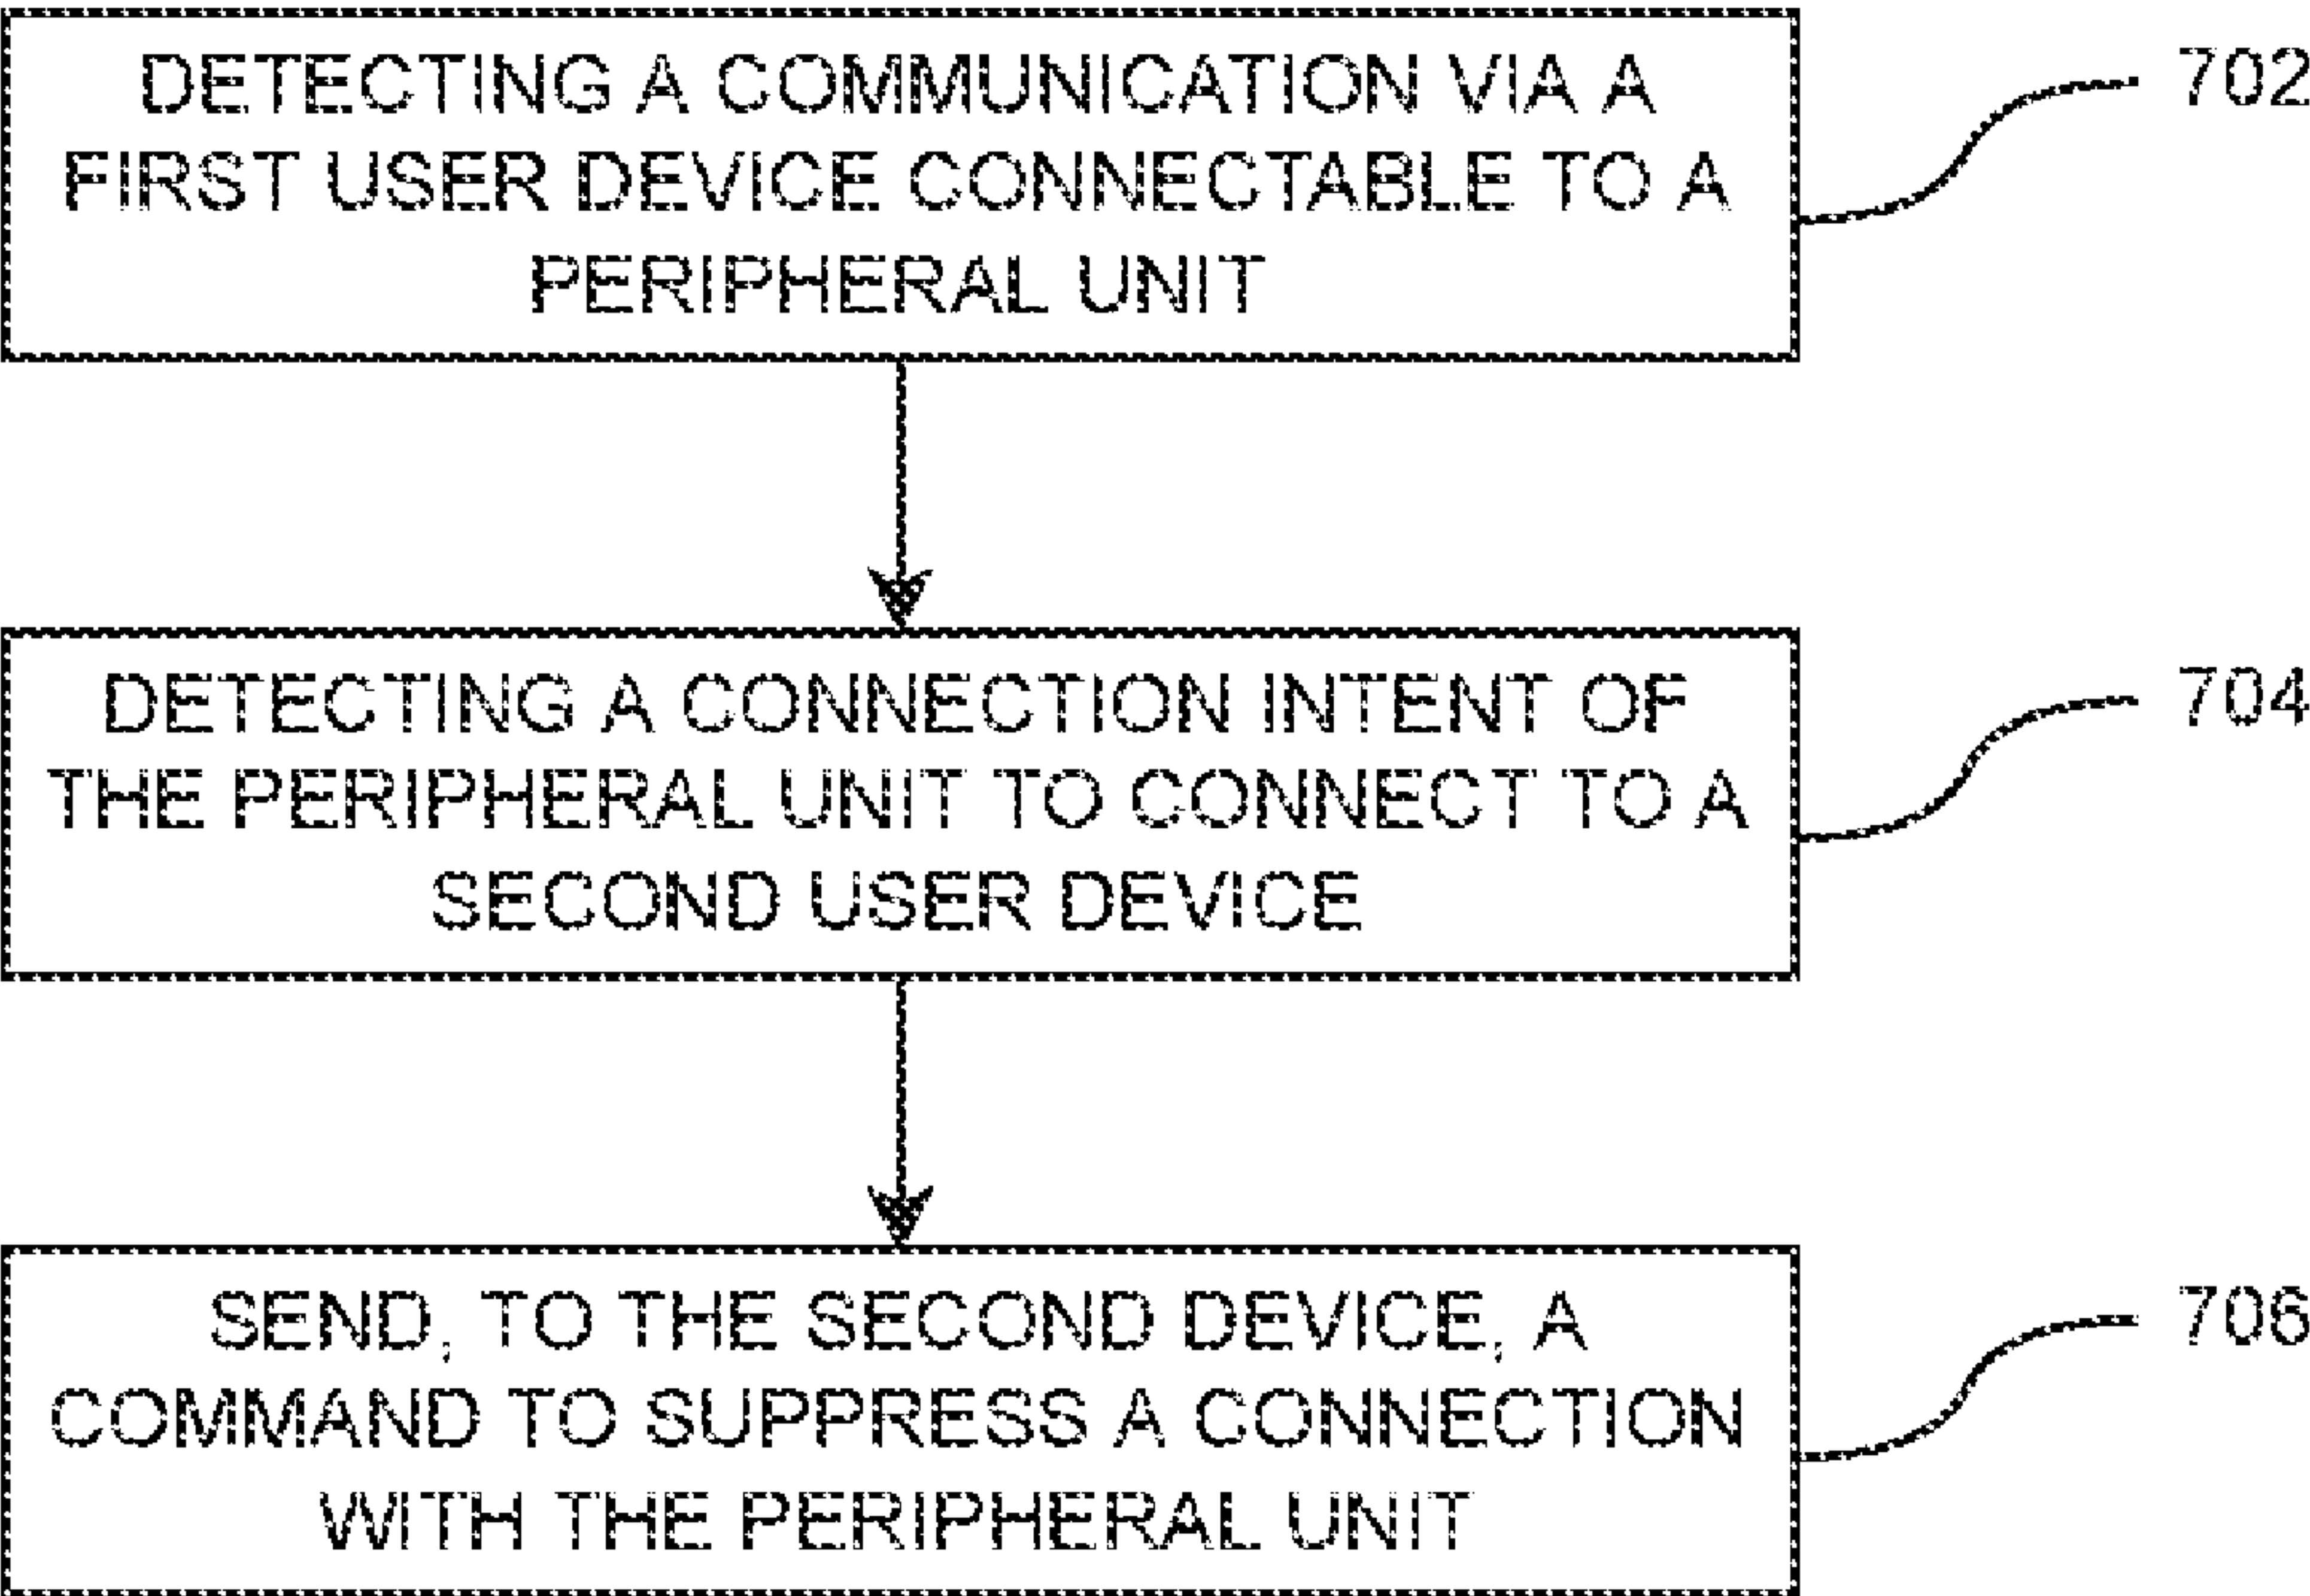 DETECTING A COMMUNICATION VIA A
FIRST USER DEVICE CONNECTABLE TO A
PERIPHERAL UNIT
702
DETECTING A CONNECTION INTENT OF
THE PERIPHERAL UNIT TO CONNECT TO A
SECOND USER DEVICE
704
SEND, TO THE SECOND DEVICE, A
COMMAND TO SUPPRESS A CONNECTION
WITH THE PERIPHERAL UNIT
706